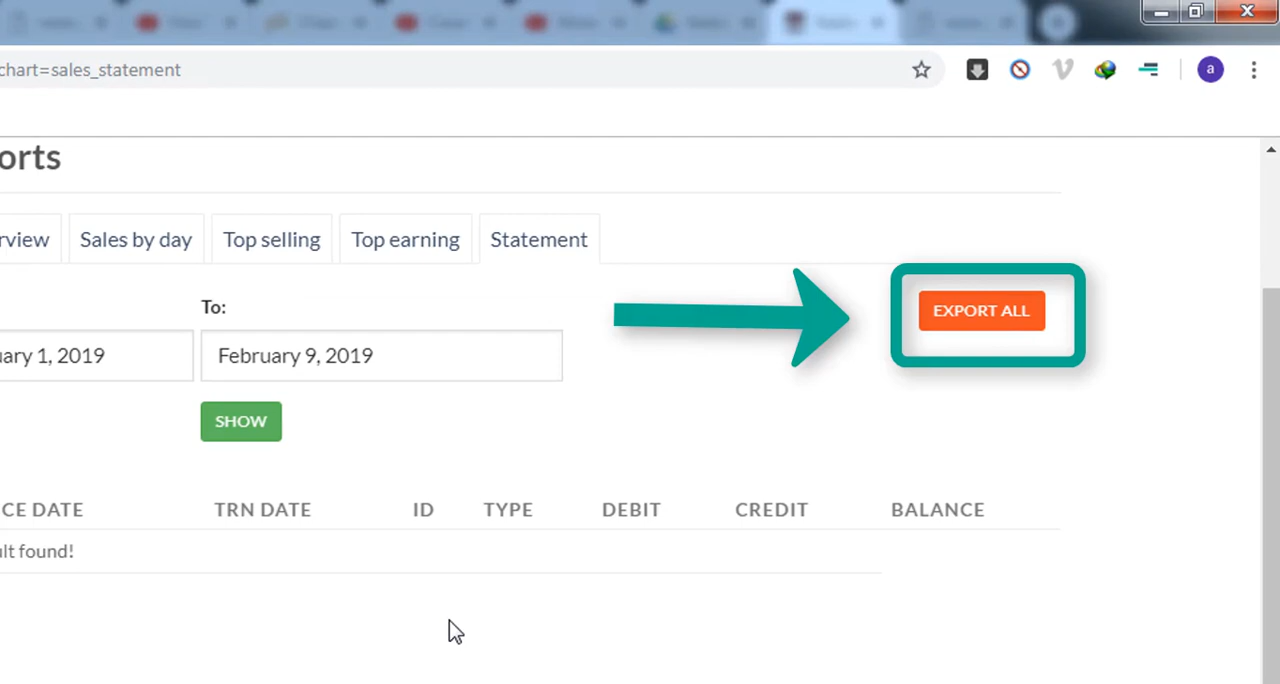 chart=sales_statement
a
orts
rview Sales by day Top selling Top earning Statement
To:
EXPORT ALL
uary 1, 2019 February 9, 2019
SHOW
CE DATE TRN DATE ID TYPE DEBIT CREDIT BALANCE
ult found!